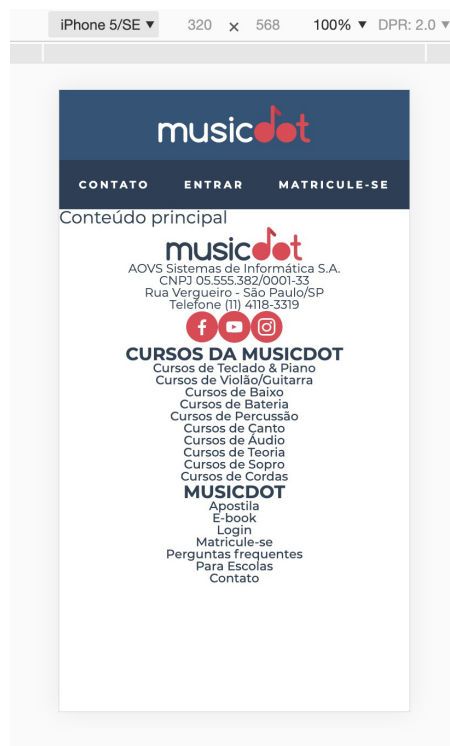 iPhone 5/SE ▼ 320 × 568 100% ▼ DPR: 2.0 ▼
musicdot
CONTATO ENTRAR MATRICULE-SE
Conteúdo principal
musicdot
AOVS Sistemas de Informática S.A.
CNPJ 05.555.382/0001-33
Rua Vergueiro - São Paulo/SP
Telefone (11) 4118-3319
CURSOS DA MUSICDOT
Cursos de Teclado & Piano
Cursos de Violão/Guitarra
Cursos de Baixo
Cursos de Bateria
Cursos de Percussão
Cursos de Canto
Cursos de Áudio
Cursos de Teoria
Cursos de Sopro
Cursos de Cordas
MUSICDOT
Apostila
E-book
Login
Matricule-se
Perguntas frequentes
Para Escolas
Contato